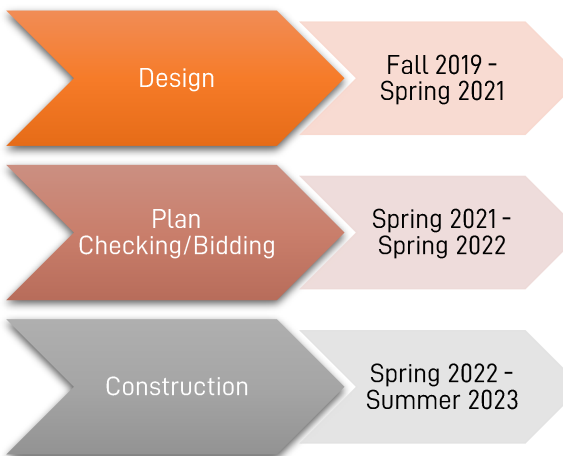 Design
Fall 2019 -
Spring 2021
Plan
Checking/Bidding
Spring 2021 -
Spring 2022
Construction
Spring 2022 -
Summer 2023